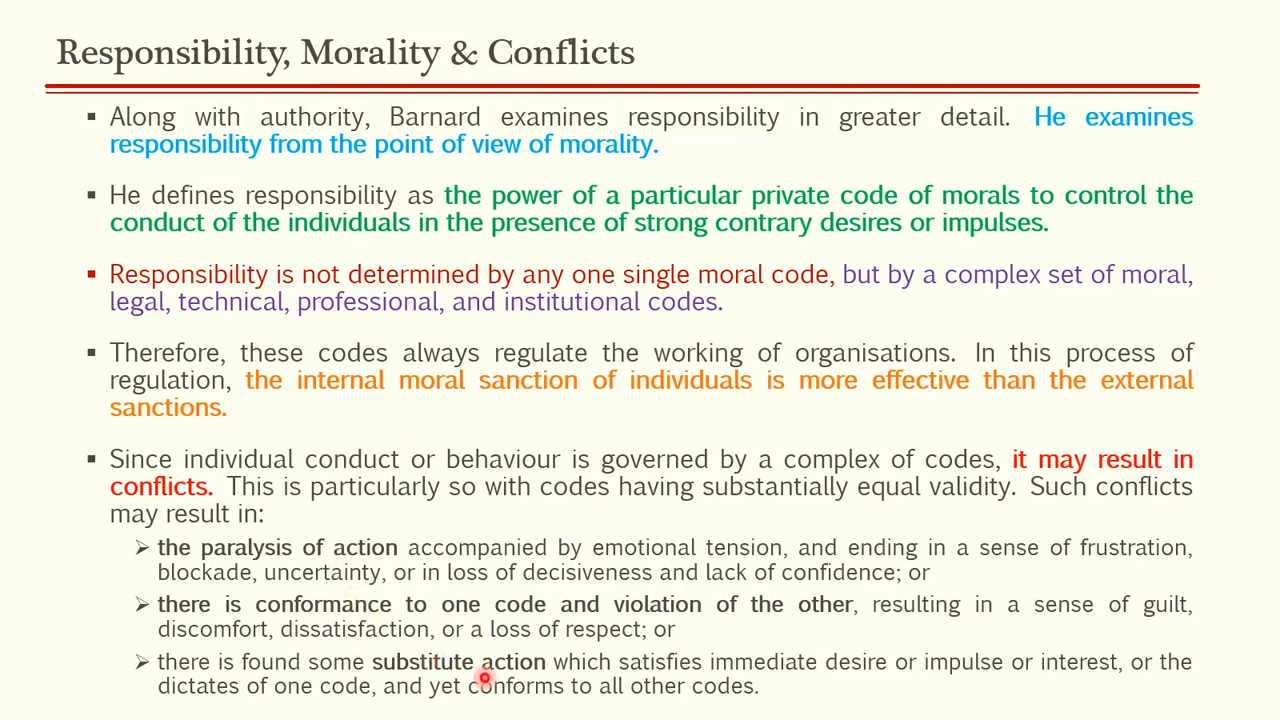 Responsibility, Morality & Conflicts
▪ Along with authority, Barnard examines responsibility in greater detail. He examines
responsibility from the point of view of morality.
▪ He defines responsibility as the power of a particular private code of morals to control the
conduct of the individuals in the presence of strong contrary desires or impulses.
▪ Responsibility is not determined by any one single moral code, but by a complex set of moral,
legal, technical, professional, and institutional codes.
▪ Therefore, these codes always regulate the working of organisations. In this process of
regulation, the internal moral sanction of individuals is more effective than the external
sanctions.
▪ Since individual conduct or behaviour is governed by a complex of codes, it may result in
conflicts. This is particularly so with codes having substantially equal validity. Such conflicts
may result in:
➢ the paralysis of action accompanied by emotional tension, and ending in a sense of frustration,
blockade, uncertainty, or in loss of decisiveness and lack of confidence; or
➢ there is conformance to one code and violation of the other, resulting in a sense of guilt,
discomfort, dissatisfaction, or a loss of respect; or
➢ there is found some substitute action which satisfies immediate desire or impulse or interest, or the
dictates of one code, and yet conforms to all other codes.